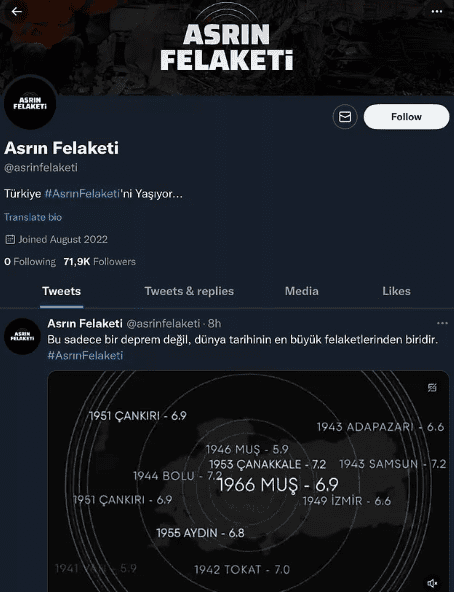 ASRIN
FELAKETİ
ASRIN
FELAKETİ
Follow
Asrın Felaketi
@asrinfelaketi
Türkiye #AsrınFelaketi'ni Yaşıyor...
Translate bio
Joined August 2022
0 Following 71,9K Followers
Tweets Tweets & replies Media Likes
ASRIN
FELAKETİ
Asrın Felaketi @asrinfelaketi · 8h
Bu sadece bir deprem değil, dünya tarihinin en büyük felaketlerinden biridir.
#AsrınFelaketi
1951 ÇANKIRI - 6.9
1943 ADAPAZARI - 6.6
1946 MUŞ - 5.9
1953 ÇANAKKALE - 7.2 1943 SAMSUN - 7.2
1944 BOLU - 7.2
1966 MUŞ - 6.9
1951 ÇANKIRI - 6.9 1949 İZMİR - 6.6
1955 AYDIN - 6.8
1941 VAN - 5.9 1942 TOKAT - 7.0